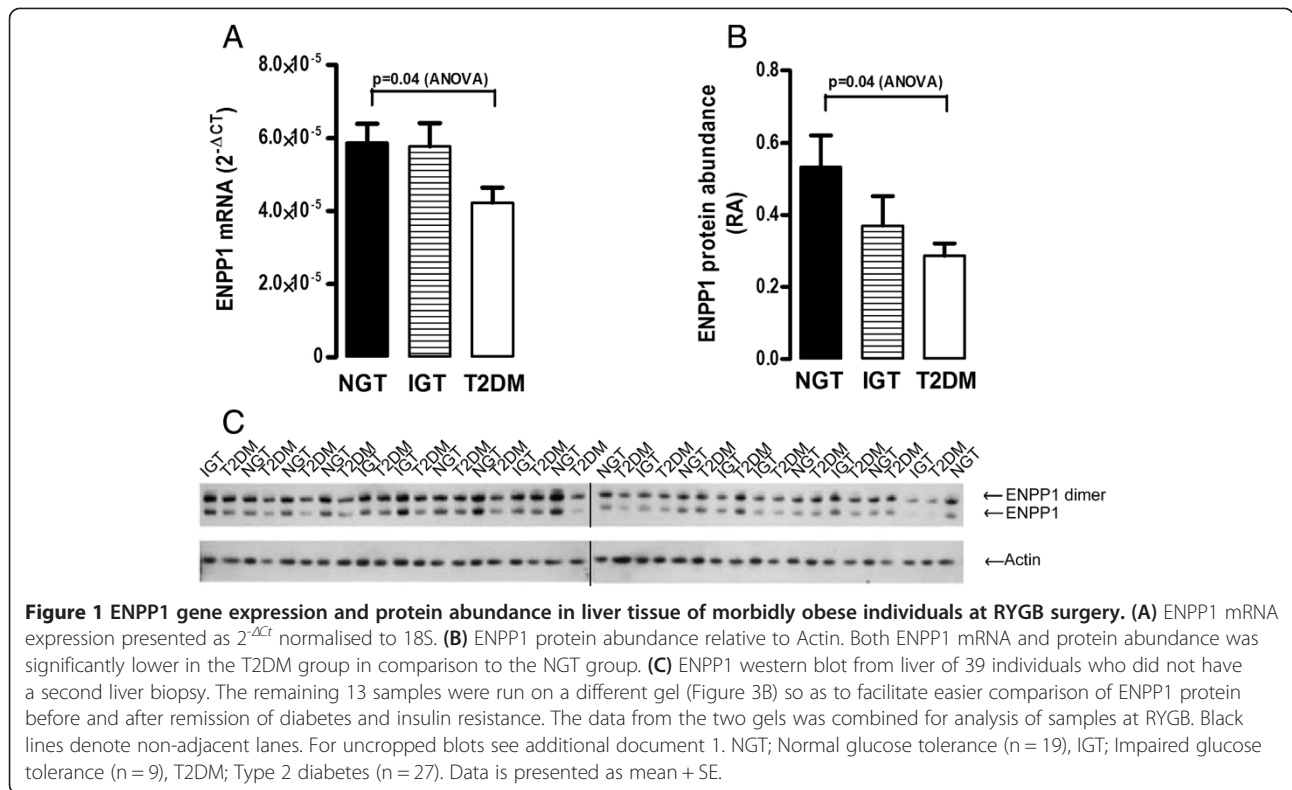 A
8.0×10⁻⁵
6.0×10⁻⁵
4.0×10⁻⁵
2.0×10⁻⁵
0
ENPP1 mRNA (2^-ΔCT)
p=0.04 (ANOVA)
NGT IGT T2DM
B
0.8
0.6
0.4
0.2
0.0
ENPP1 protein abundance
(RA)
p=0.04 (ANOVA)
NGT IGT T2DM
C
IGT T2DM NGT T2DM NGT T2DM NGT T2DM IGT T2DM IGT T2DM NGT T2DM NGT T2DM IGT T2DM NGT T2DM NGT T2DM IGT T2DM NGT T2DM IGT T2DM IGT T2DM NGT T2DM IGT T2DM NGT T2DM IGT T2DM NGT
←ENPP1 dimer
←ENPP1
←Actin
Figure 1 ENPP1 gene expression and protein abundance in liver tissue of morbidly obese individuals at RYGB surgery. (A) ENPP1 mRNA
expression presented as 2^-ΔCt normalised to 18S. (B) ENPP1 protein abundance relative to Actin. Both ENPP1 mRNA and protein abundance was
significantly lower in the T2DM group in comparison to the NGT group. (C) ENPP1 western blot from liver of 39 individuals who did not have
a second liver biopsy. The remaining 13 samples were run on a different gel (Figure 3B) so as to facilitate easier comparison of ENPP1 protein
before and after remission of diabetes and insulin resistance. The data from the two gels was combined for analysis of samples at RYGB. Black
lines denote non-adjacent lanes. For uncropped blots see additional document 1. NGT; Normal glucose tolerance (n = 19), IGT; Impaired glucose
tolerance (n = 9), T2DM; Type 2 diabetes (n = 27). Data is presented as mean + SE.